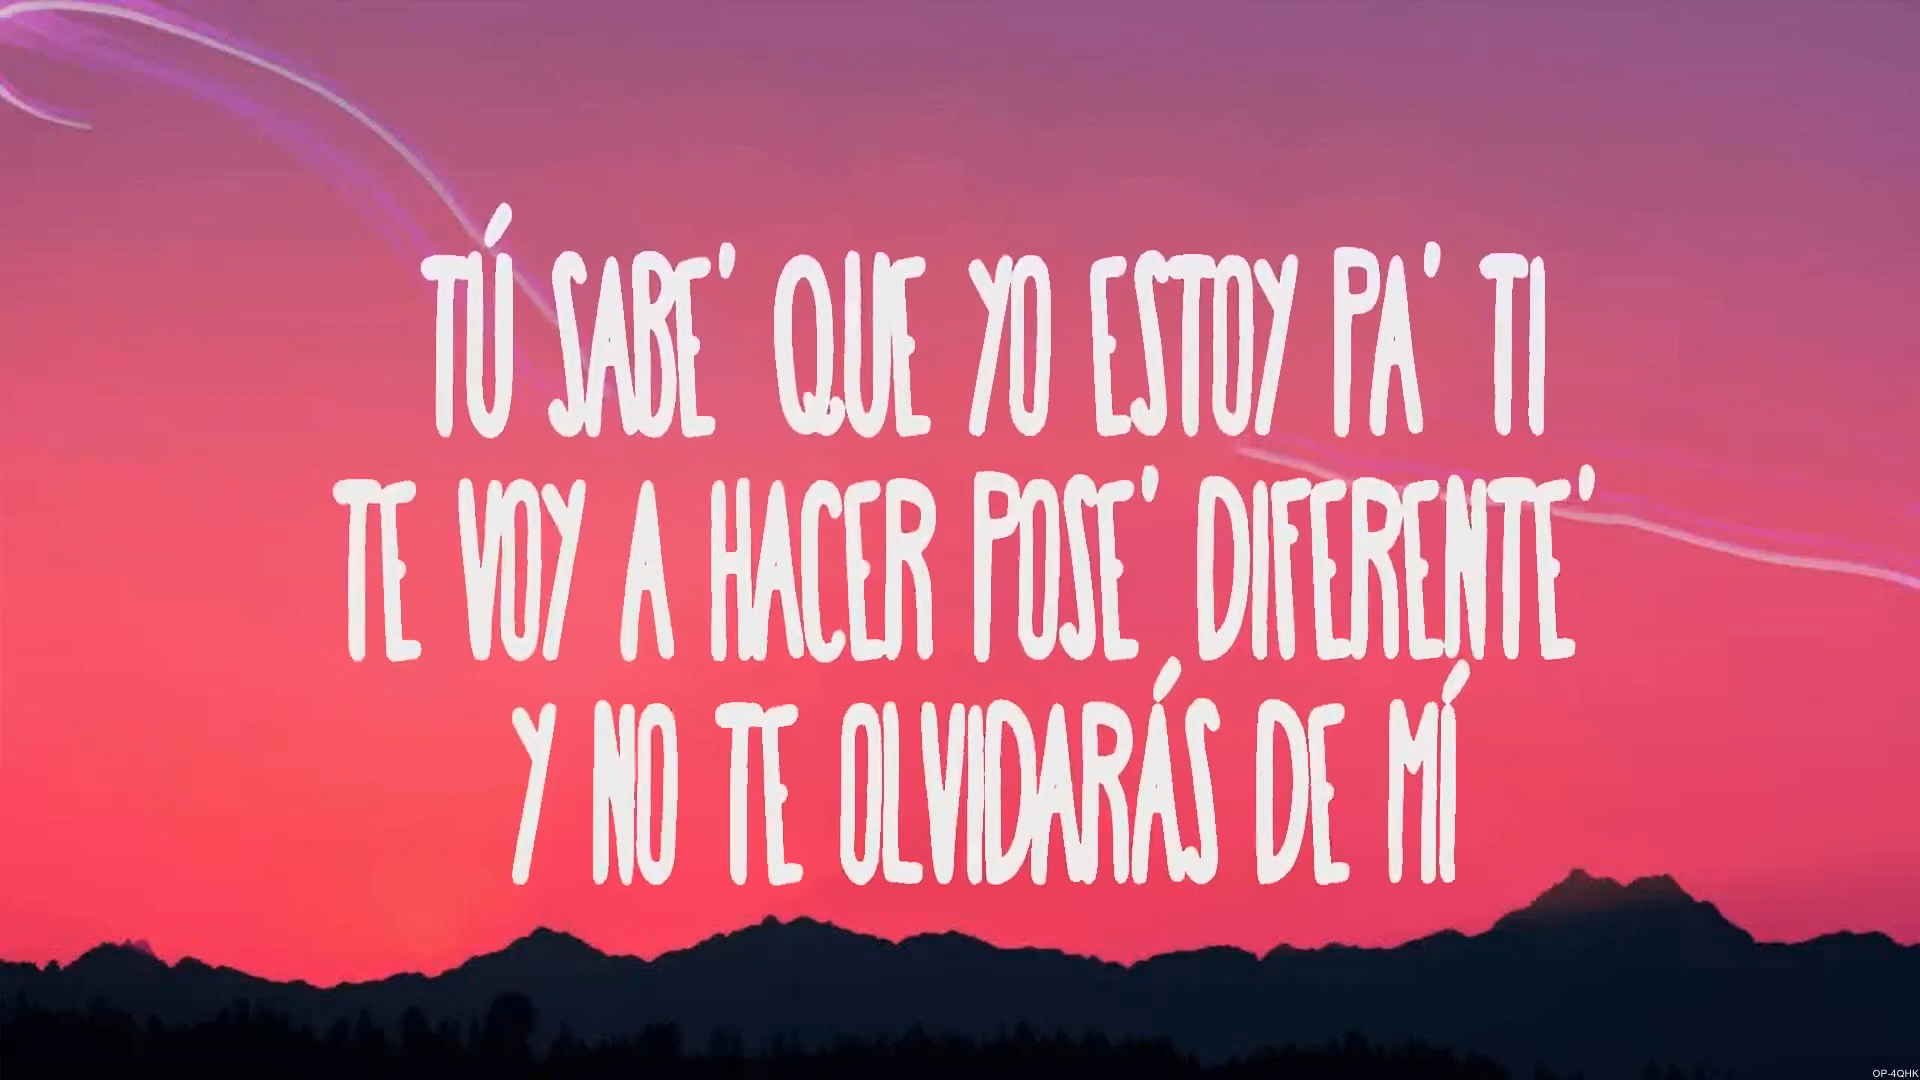 TÚ SABE' QUE YO ESTOY PA' TI
TE VOY A HACER POSE' DIFERENTE'
Y NO TE OLVIDARÁS DE MÍ
OP-4QHK